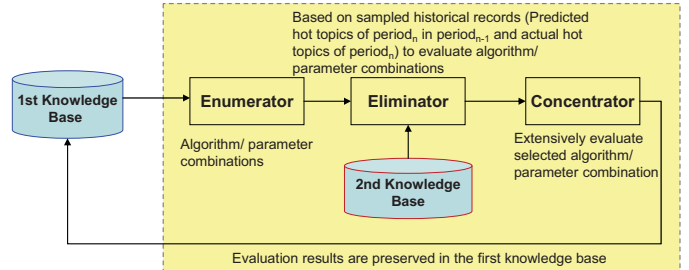 Based on sampled historical records (Predicted
hot topics of periodn in periodn-1 and actual hot
topics of periodn) to evaluate algorithm/
parameter combinations
1st Knowledge
Base
Enumerator
Eliminator
Concentrator
Algorithm/ parameter
combinations
Extensively evaluate
selected algorithm/
parameter combination
2nd Knowledge
Base
Evaluation results are preserved in the first knowledge base